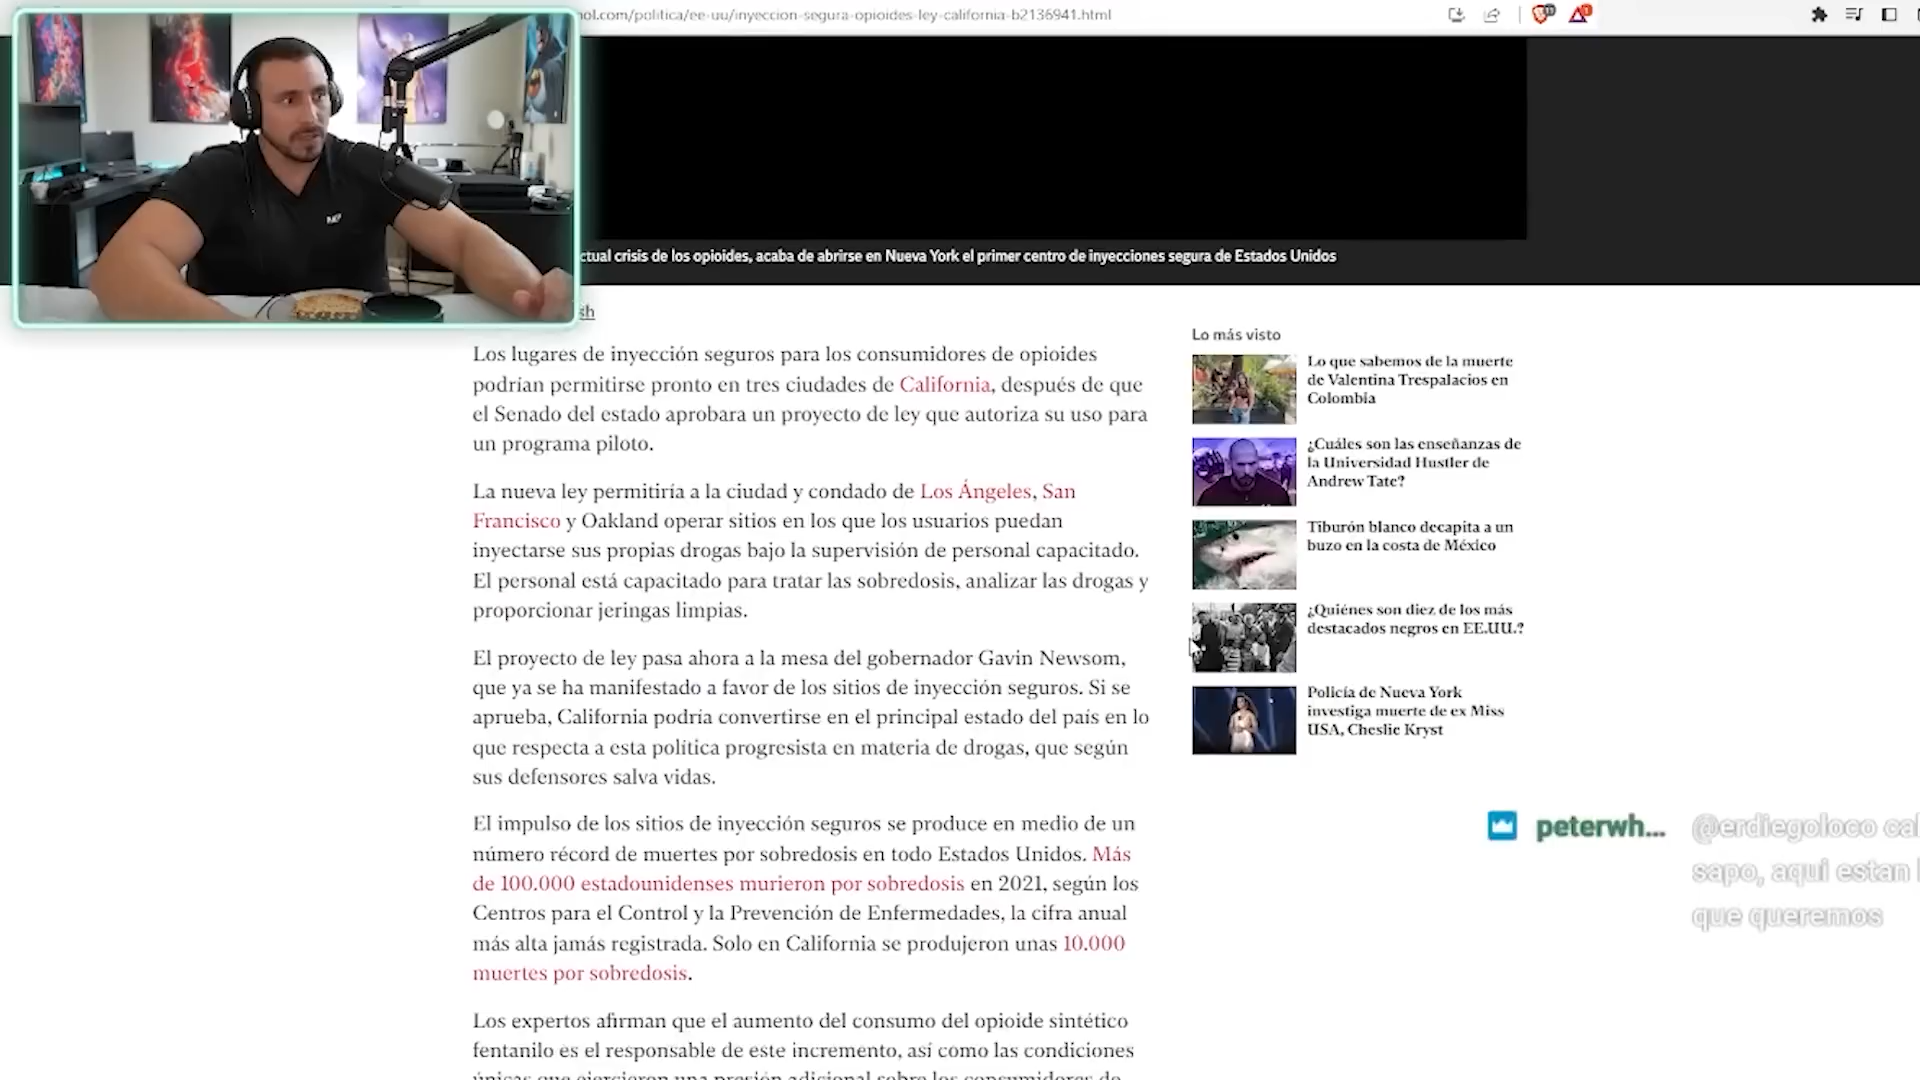 ol.com/politica/ee-uu/inyeccion-segura-opioides-ley-california-b2136941.html
ctual crisis de los opioides, acaba de abrirse en Nueva York el primer centro de inyecciones segura de Estados Unidos
Los lugares de inyección seguros para los consumidores de opioides
podrían permitirse pronto en tres ciudades de California, después de que
el Senado del estado aprobara un proyecto de ley que autoriza su uso para
un programa piloto.
La nueva ley permitiría a la ciudad y condado de Los Ángeles, San
Francisco y Oakland operar sitios en los que los usuarios puedan
inyectarse sus propias drogas bajo la supervisión de personal capacitado.
El personal está capacitado para tratar las sobredosis, analizar las drogas y
proporcionar jeringas limpias.
El proyecto de ley pasa ahora a la mesa del gobernador Gavin Newsom,
que ya se ha manifestado a favor de los sitios de inyección seguros. Si se
aprueba, California podría convertirse en el principal estado del país en lo
que respecta a esta política progresista en materia de drogas, que según
sus defensores salva vidas.
El impulso de los sitios de inyección seguros se produce en medio de un
número récord de muertes por sobredosis en todo Estados Unidos. Más
de 100.000 estadounidenses murieron por sobredosis en 2021, según los
Centros para el Control y la Prevención de Enfermedades, la cifra anual
más alta jamás registrada. Solo en California se produjeron unas 10.000
muertes por sobredosis.
Los expertos afirman que el aumento del consumo del opioide sintético
fentanilo es el responsable de este incremento, así como las condiciones
Lo más visto
Lo que sabemos de la muerte
de Valentina Trespalacios en
Colombia
¿Cuáles son las enseñanzas de
la Universidad Hustler de
Andrew Tate?
Tiburón blanco decapita a un
buzo en la costa de México
¿Quiénes son diez de los más
destacados negros en EE.UU.?
Policía de Nueva York
investiga muerte de ex Miss
USA, Cheslie Kryst
peterwh... @erdiegoloco cal
sapo, aqui estan
que queremos